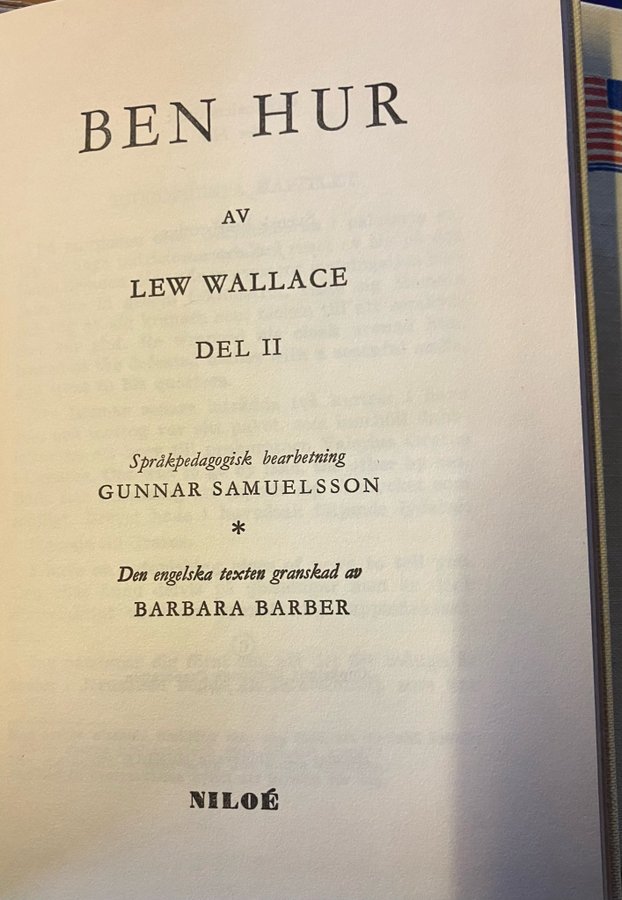 BEN HUR
AV
LEW WALLACE
DEL II
Språkpedagogisk bearbetning
GUNNAR SAMUELSSON
*
Den engelska texten granskad av
BARBARA BARBER
NILOÉ